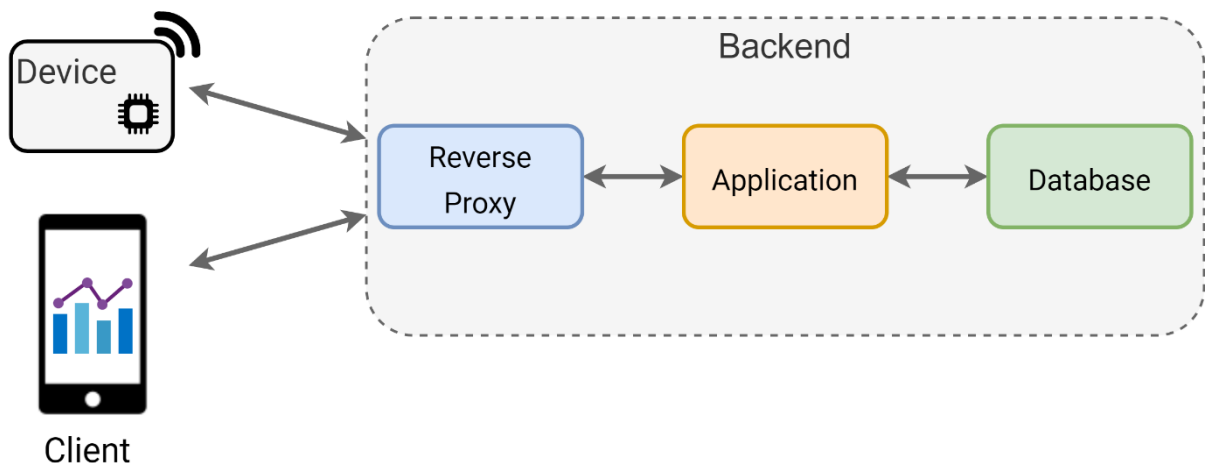 Backend
Device
Reverse
Proxy
Application
Database
Client